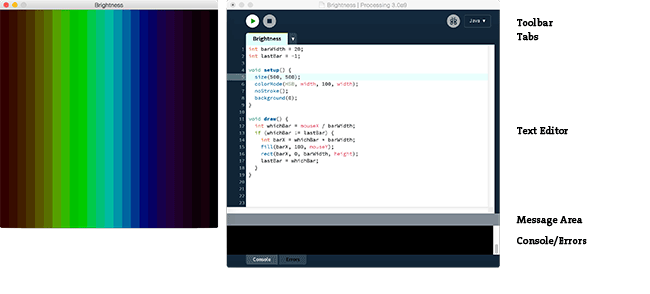 Brightness
Brightness | Processing 3.0a9
Java ▾
Brightness ▾
1 int barWidth = 20;
2 int lastBar = -1;
3
4 void setup() {
5 size(500, 500);
6 colorMode(HSB, width, 100, width);
7 noStroke();
8 background(0);
9 }
10
11 void draw() {
12 int whichBar = mouseX / barWidth;
13 if (whichBar != lastBar) {
14 int barX = whichBar * barWidth;
15 fill(barX, 100, mouseY);
16 rect(barX, 0, barWidth, height);
17 lastBar = whichBar;
18 }
19 }
20
21
22
23
Console
Errors
Toolbar
Tabs
Text Editor
Message Area
Console/Errors